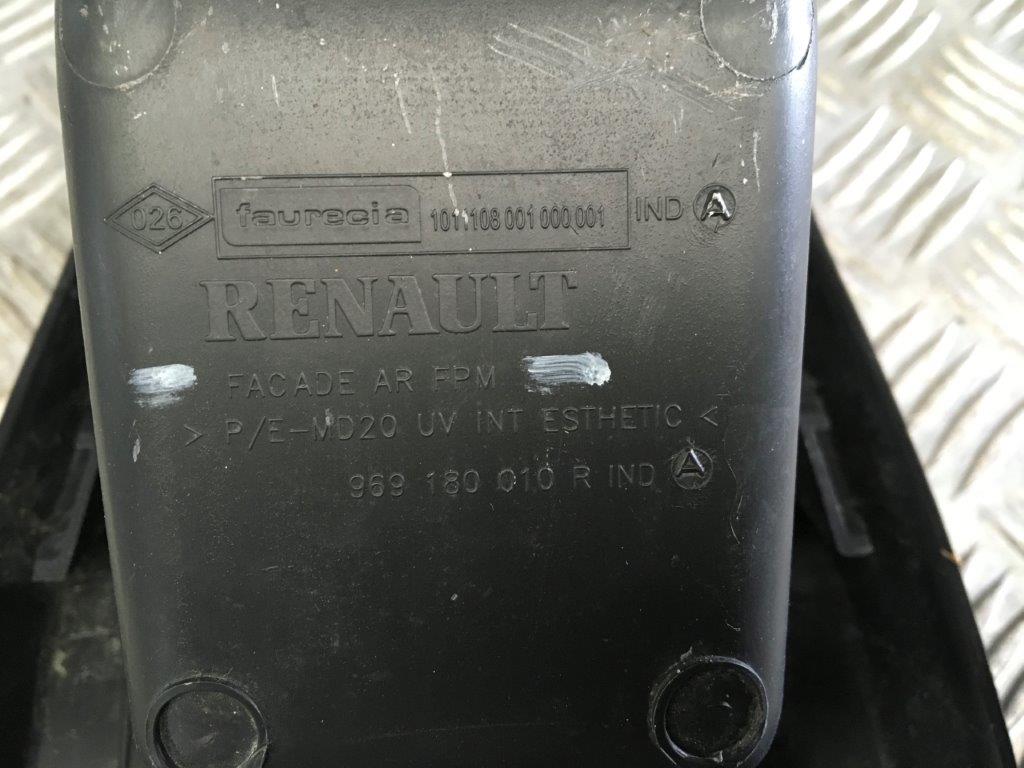 026 faurecia 1011108 001 000 001 IND A
RENAULT
FACADE AR FPM
> P/E-MD20 UV INT ESTHETIC <
969 180 010 R IND A